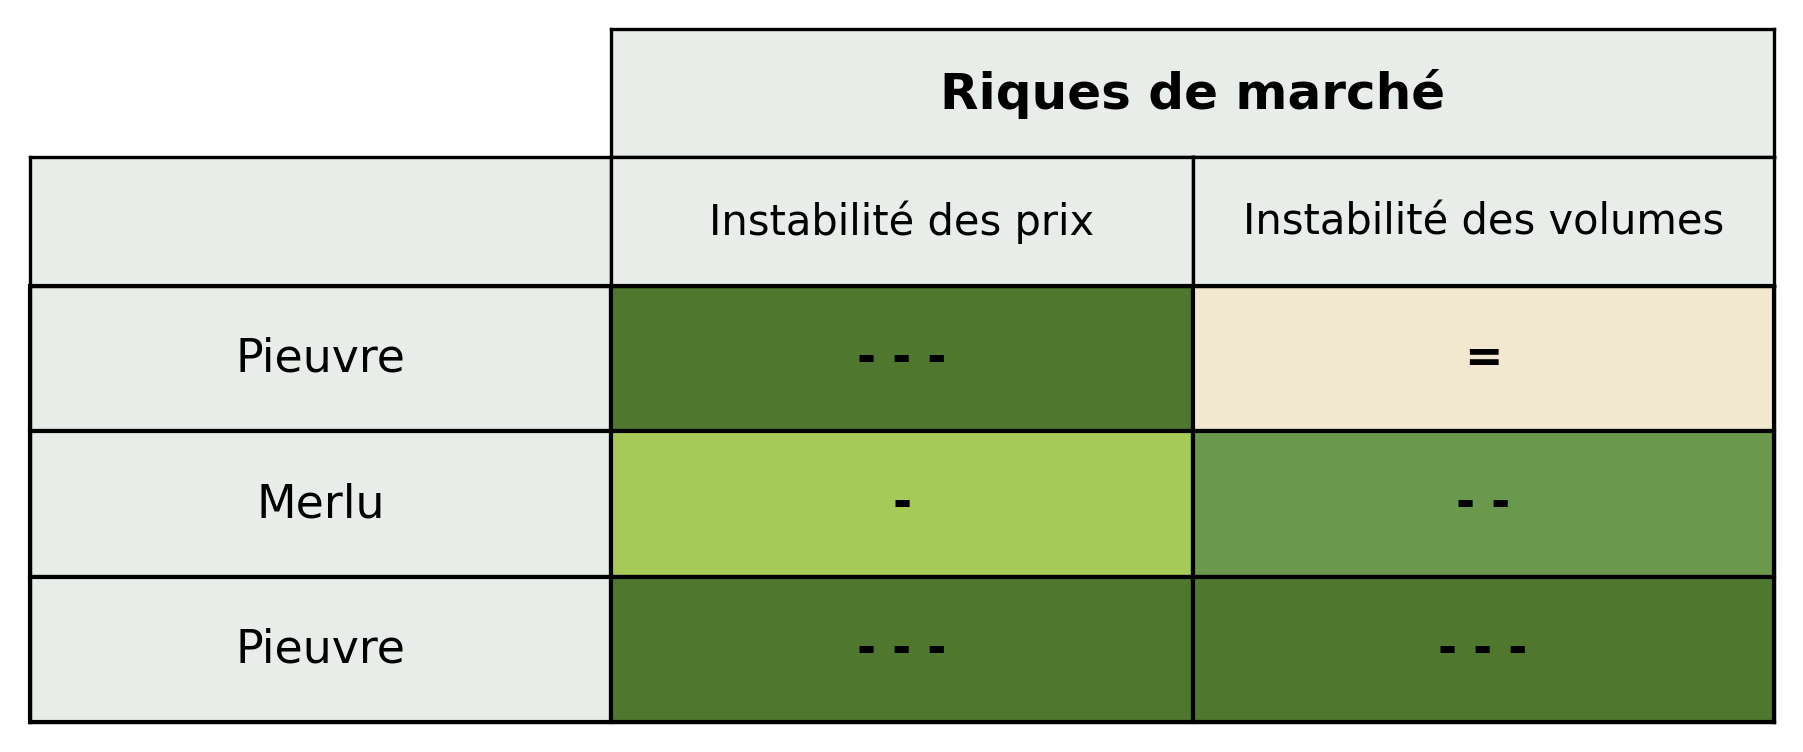 Riques de marché
Instabilité des prix Instabilité des volumes
Pieuvre - - - =
Merlu - - -
Pieuvre - - - - - -